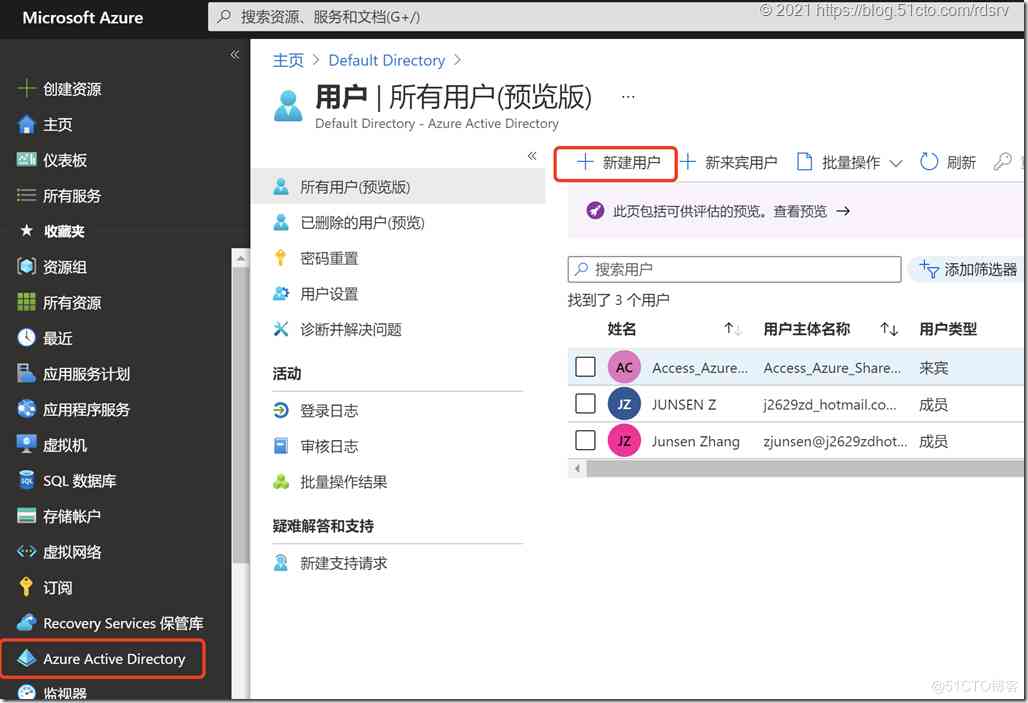 Microsoft Azure
搜索资源、服务和文档(G+/)
© 2021 https://blog.51cto.com/rdsrv
创建资源
主页
仪表板
所有服务
收藏夹
资源组
所有资源
最近
应用服务计划
应用程序服务
虚拟机
SQL 数据库
存储帐户
虚拟网络
订阅
Recovery Services 保管库
Azure Active Directory
监视器
主页 > Default Directory >
用户 | 所有用户(预览版) ...
Default Directory - Azure Active Directory
所有用户(预览版)
已删除的用户(预览)
密码重置
用户设置
诊断并解决问题
活动
登录日志
审核日志
批量操作结果
疑难解答和支持
新建支持请求
新建用户 新来宾用户 批量操作 刷新
此页包括可供评估的预览。查看预览 →
搜索用户 添加筛选器
找到了 3 个用户
姓名 ↑↓ 用户主体名称 ↑↓ 用户类型
AC Access_Azure... Access_Azure_Share... 来宾
JZ JUNSEN Z j2629zd_hotmail.co... 成员
JZ Junsen Zhang zjunsen@j2629zdhot... 成员
@51CTO博客